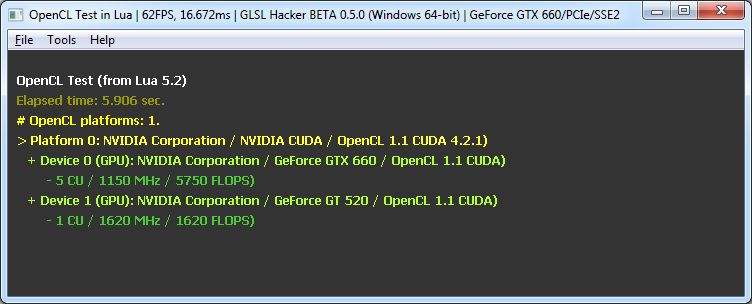 OpenCL Test in Lua | 62FPS, 16.672ms | GLSL Hacker BETA 0.5.0 (Windows 64-bit) | GeForce GTX 660/PCIe/SSE2
File Tools Help
OpenCL Test (from Lua 5.2)
Elapsed time: 5.906 sec.
# OpenCL platforms: 1.
> Platform 0: NVIDIA Corporation / NVIDIA CUDA / OpenCL 1.1 CUDA 4.2.1)
+ Device 0 (GPU): NVIDIA Corporation / GeForce GTX 660 / OpenCL 1.1 CUDA)
- 5 CU / 1150 MHz / 5750 FLOPS)
+ Device 1 (GPU): NVIDIA Corporation / GeForce GT 520 / OpenCL 1.1 CUDA)
- 1 CU / 1620 MHz / 1620 FLOPS)